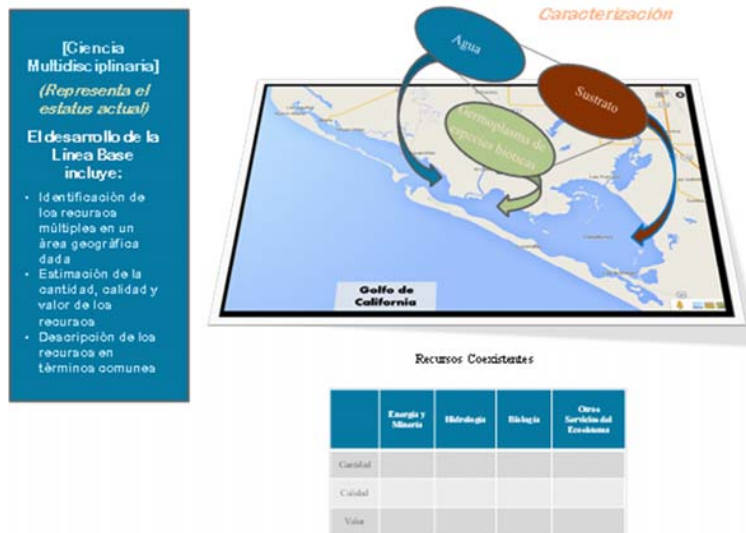 Caracterización
[Ciencia
Multidisciplinaria]
(Representa el
estatus actual)
El desarrollo de la
Línea Base
incluye:
• Identificación de
los recursos
múltiples en un
área geográfica
dada
• Estimación de la
cantidad, calidad y
valor de los
recursos
• Descripción de los
recursos en
términos comunes
Agua
Sustrato
Germoplasma de
especies bióticas
Golfo de
California
Recursos Coexistentes
Energía y
Minería
Hidrología
Biología
Otros
Servicios del
Ecosistema
Cantidad
Calidad
Valor